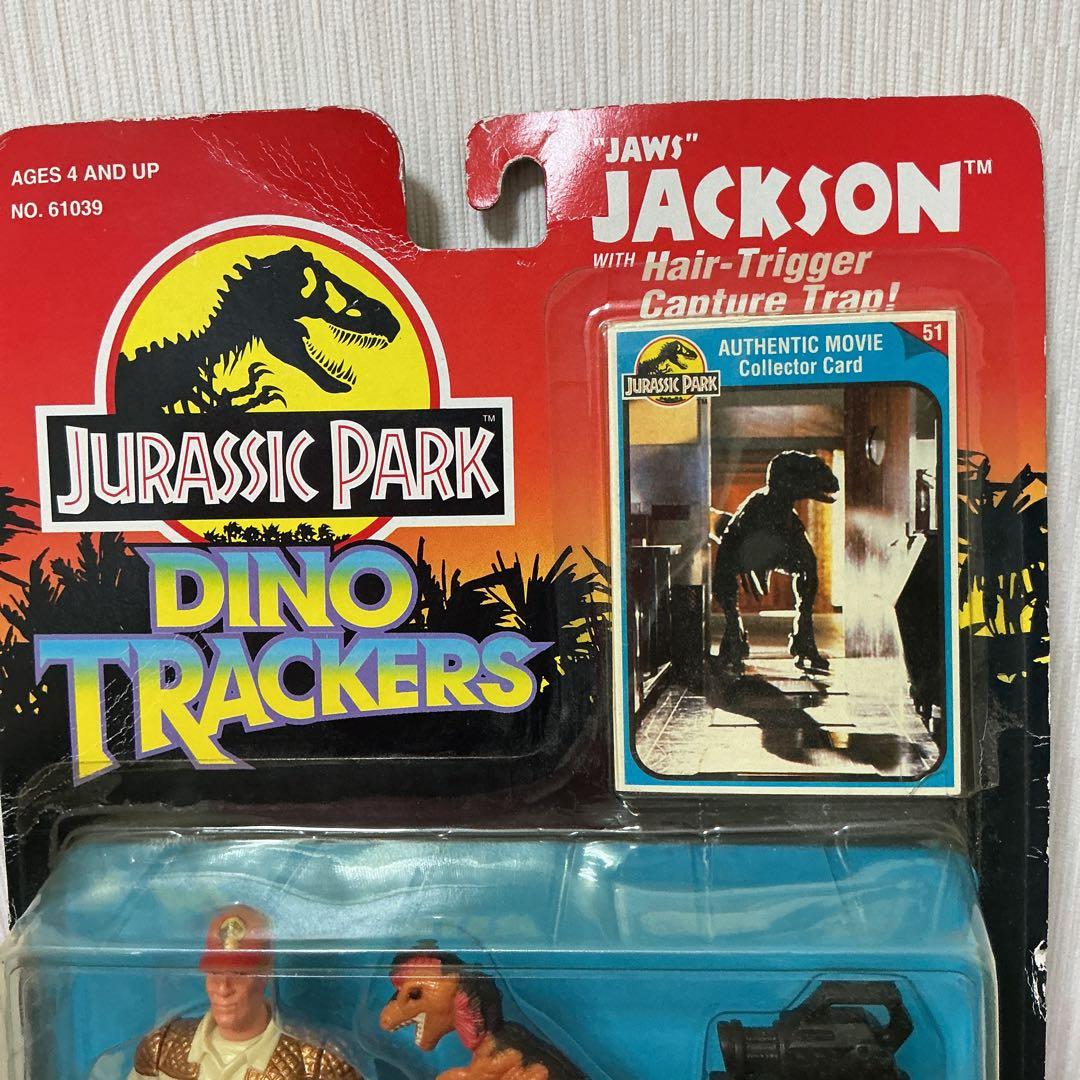 AGES 4 AND UP
NO. 61039
JURASSIC PARK™
DINO
TRACKERS
"JAWS"
JACKSON™
WITH Hair-Trigger
Capture Trap!
51
AUTHENTIC MOVIE
Collector Card
JURASSIC PARK